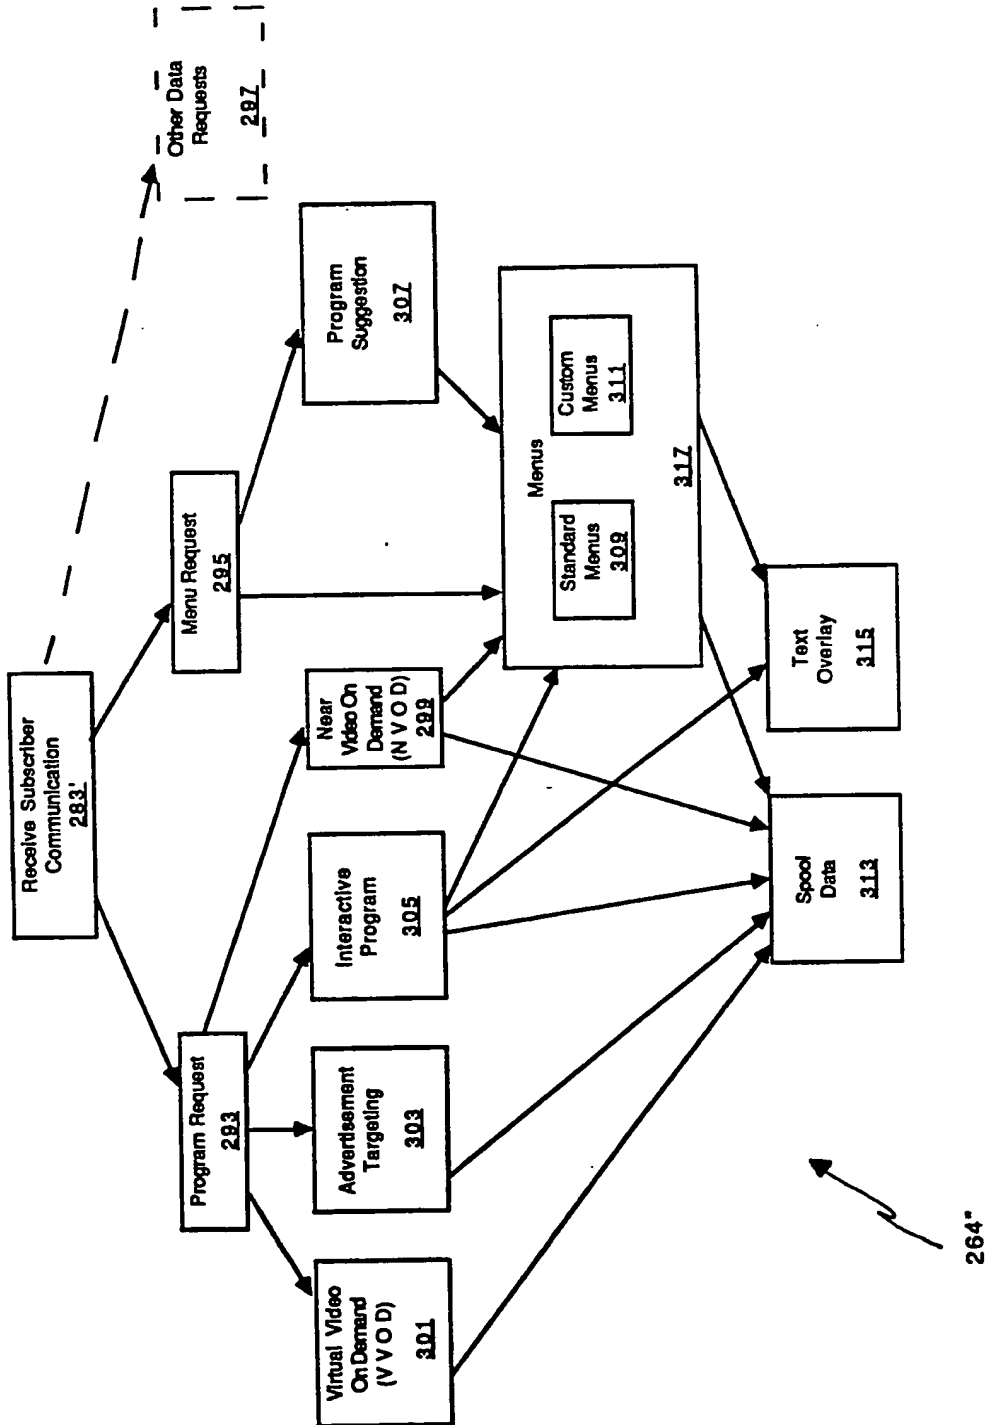 Receive Subscriber
Communication
283'
Other Data
Requests
297
Program Request
293
Menu Request
295
Virtual Video
On Demand
(V V O D)
301
Advertisement
Targeting
303
Interactive
Program
305
Near
Video On
Demand
(N V O D)
299
Program
Suggestion
307
Menus
Standard
Menus
309
Custom
Menus
311
317
Spool
Data
313
Text
Overlay
315
264"